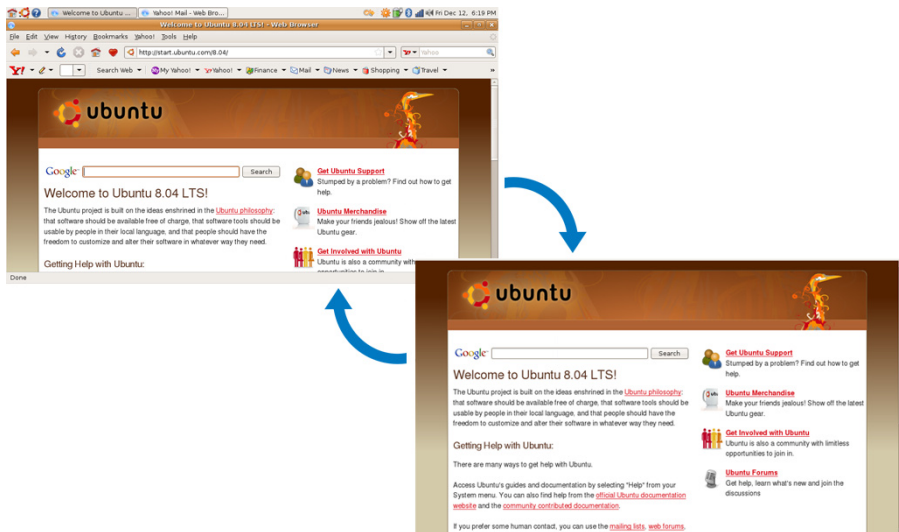 Welcome to Ubuntu ...
Yahoo! Mail - Web Bro...
Fri Dec 12, 6:19 PM
Welcome to Ubuntu 8.04 LTS! - Web Browser
File Edit View History Bookmarks Yahoo! Tools Help
http://start.ubuntu.com/8.04/
Yahoo
Y! Search Web My Yahoo! Yahoo! Finance Mail News Shopping Travel »
ubuntu
Google Search
Welcome to Ubuntu 8.04 LTS!
The Ubuntu project is built on the ideas enshrined in the Ubuntu philosophy:
that software should be available free of charge, that software tools should be
usable by people in their local language, and that people should have the
freedom to customize and alter their software in whatever way they need.
Getting Help with Ubuntu:
Get Ubuntu Support
Stumped by a problem? Find out how to get
help.
Ubuntu Merchandise
Make your friends jealous! Show off the latest
Ubuntu gear.
Get Involved with Ubuntu
Ubuntu is also a community with
opportunities to join in.
Done
ubuntu
Google Search
Welcome to Ubuntu 8.04 LTS!
The Ubuntu project is built on the ideas enshrined in the Ubuntu philosophy:
that software should be available free of charge, that software tools should be
usable by people in their local language, and that people should have the
freedom to customize and alter their software in whatever way they need.
Getting Help with Ubuntu:
There are many ways to get help with Ubuntu.
Access Ubuntu's guides and documentation by selecting "Help" from your
System menu. You can also find help from the official Ubuntu documentation
website and the community contributed documentation.
If you prefer some human contact, you can use the mailing lists, web forums,
Get Ubuntu Support
Stumped by a problem? Find out how to get
help.
Ubuntu Merchandise
Make your friends jealous! Show off the latest
Ubuntu gear.
Get Involved with Ubuntu
Ubuntu is also a community with limitless
opportunities to join in.
Ubuntu Forums
Get help, learn what's new and join the
discussions